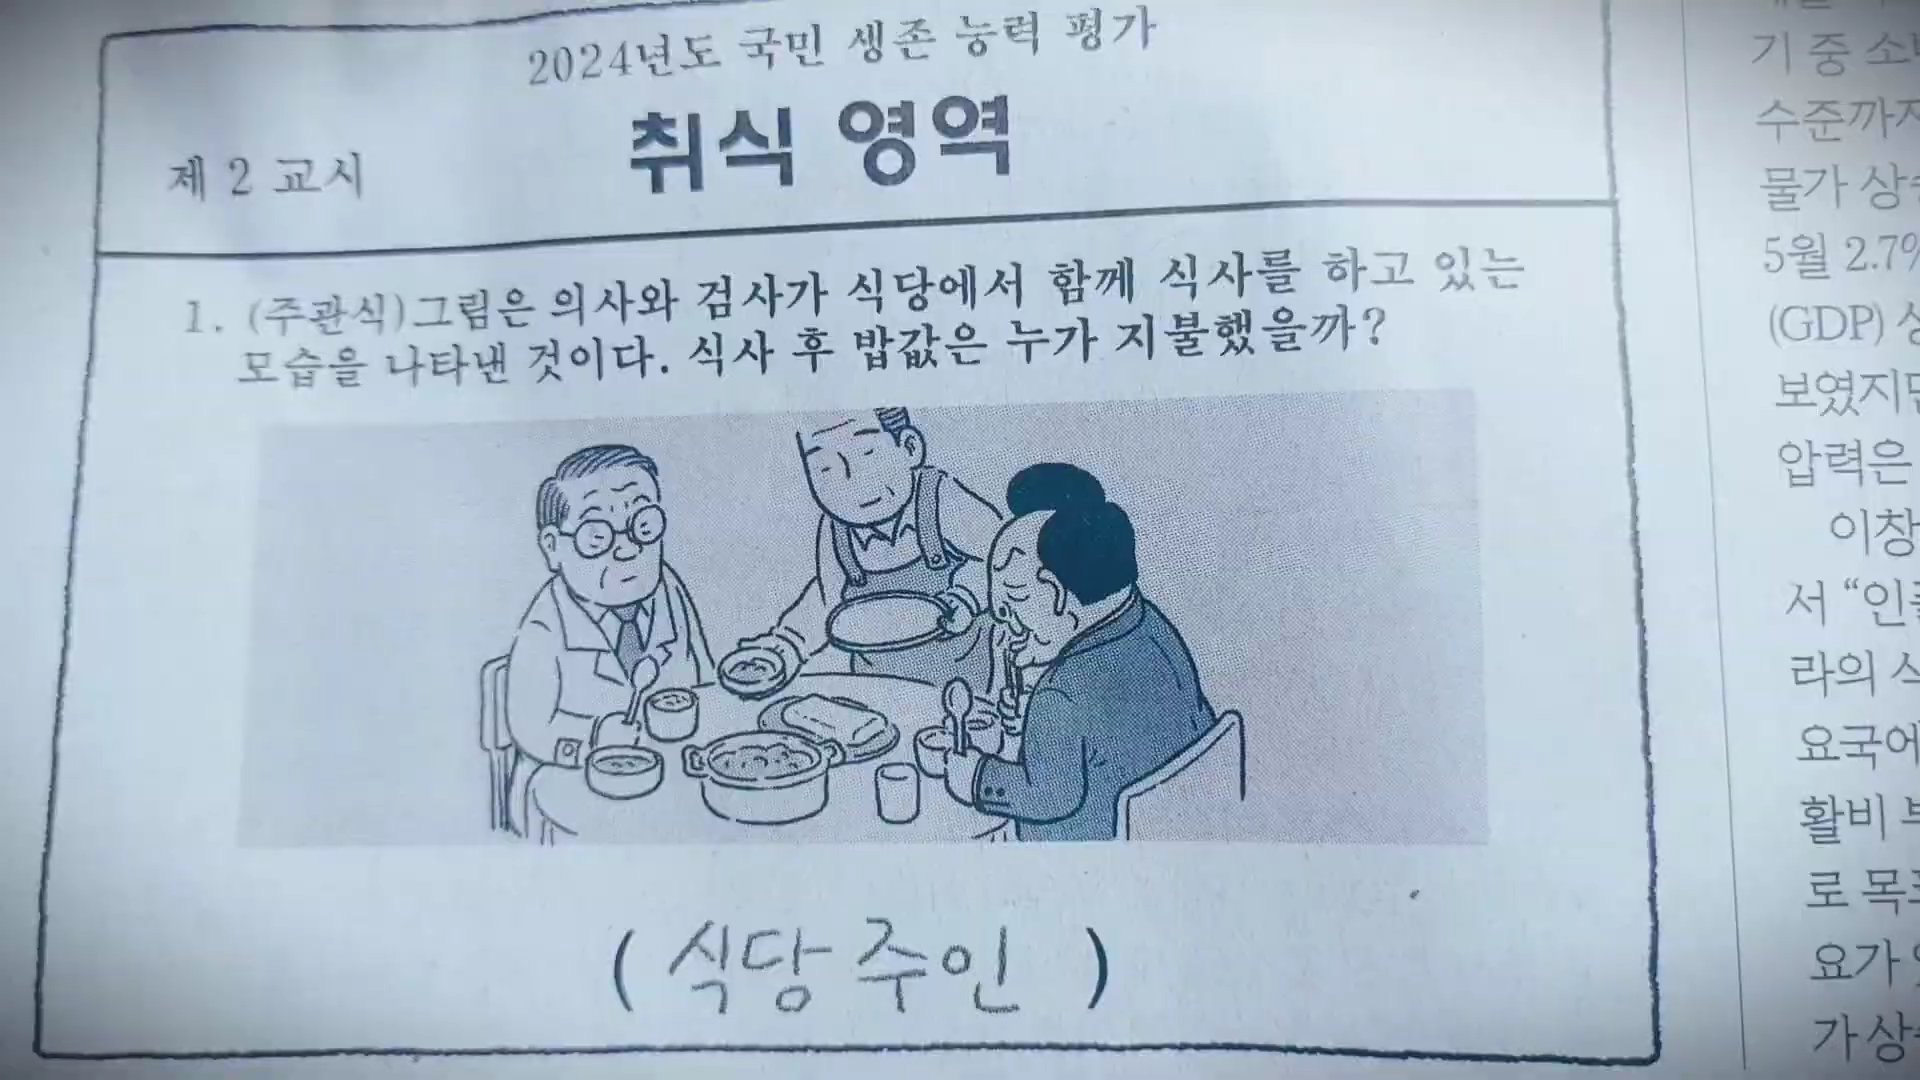 2024년도 국민 생존 능력 평가
취식 영역
제 2 교시
1. (주관식)그림은 의사와 검사가 식당에서 함께 식사를 하고 있는
모습을 나타낸 것이다. 식사 후 밥값은 누가 지불했을까?
( 식당 주인 )
기 중
수준까지
물가
5월 2.7%
(GDP)
보였지만
압력은
이창
서 “인
라의
요국에
활비
로
요가
가